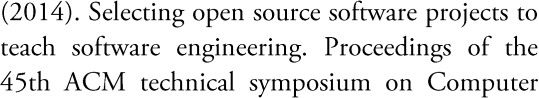 (2014). Selecting open source software projects to
teach software engineering. Proceedings of the
45th ACM technical symposium on Computer